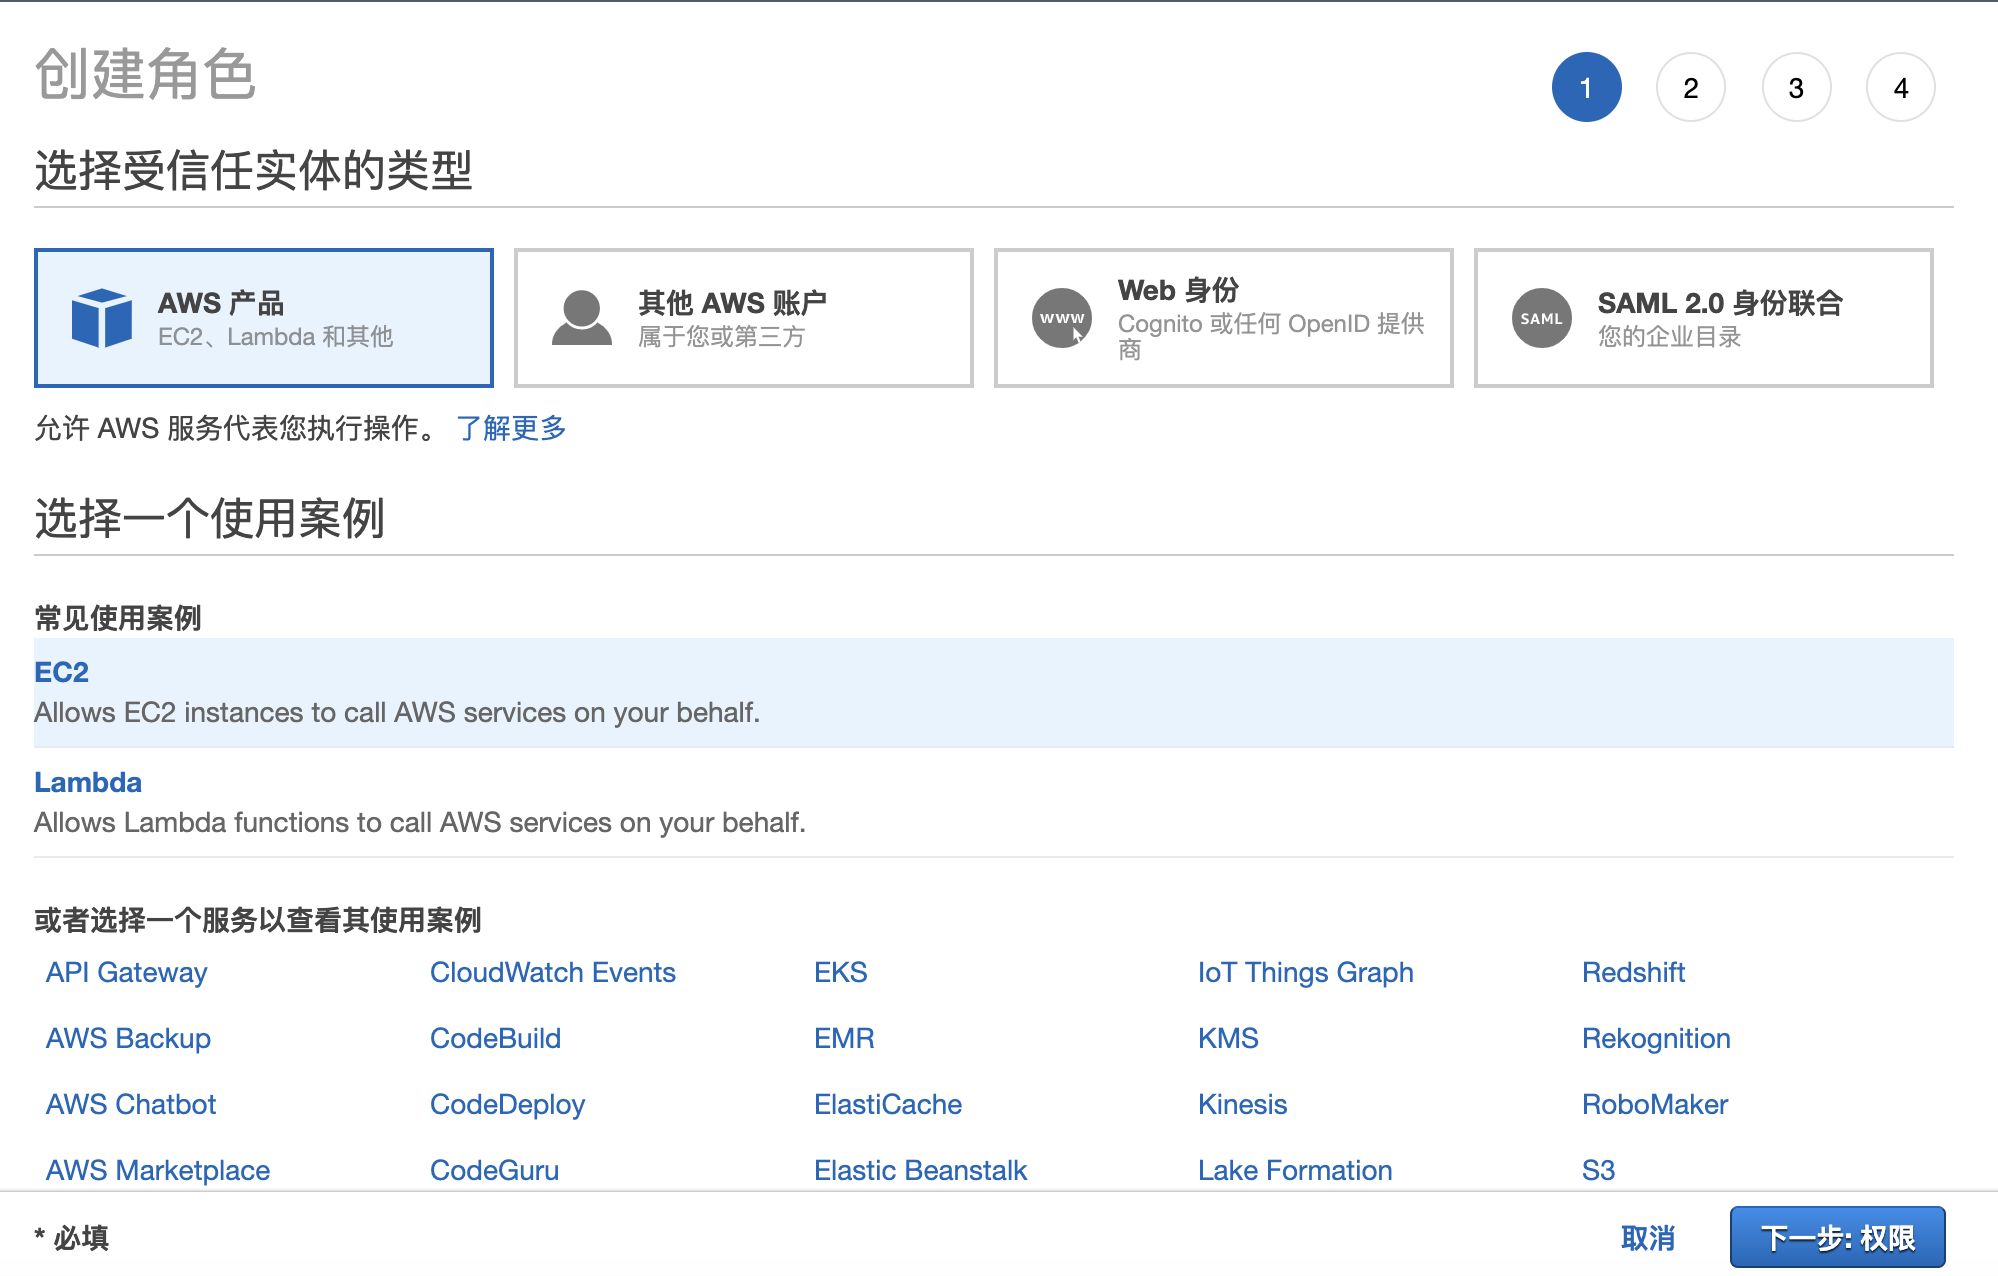 创建角色
1 2 3 4
选择受信任实体的类型
AWS 产品
EC2、Lambda 和其他
其他 AWS 账户
属于您或第三方
www
Web 身份
Cognito 或任何 OpenID 提供
商
SAML
SAML 2.0 身份联合
您的企业目录
允许 AWS 服务代表您执行操作。 了解更多
选择一个使用案例
常见使用案例
EC2
Allows EC2 instances to call AWS services on your behalf.
Lambda
Allows Lambda functions to call AWS services on your behalf.
或者选择一个服务以查看其使用案例
API Gateway CloudWatch Events EKS IoT Things Graph Redshift
AWS Backup CodeBuild EMR KMS Rekognition
AWS Chatbot CodeDeploy ElastiCache Kinesis RoboMaker
AWS Marketplace CodeGuru Elastic Beanstalk Lake Formation S3
* 必填 取消 下一步: 权限